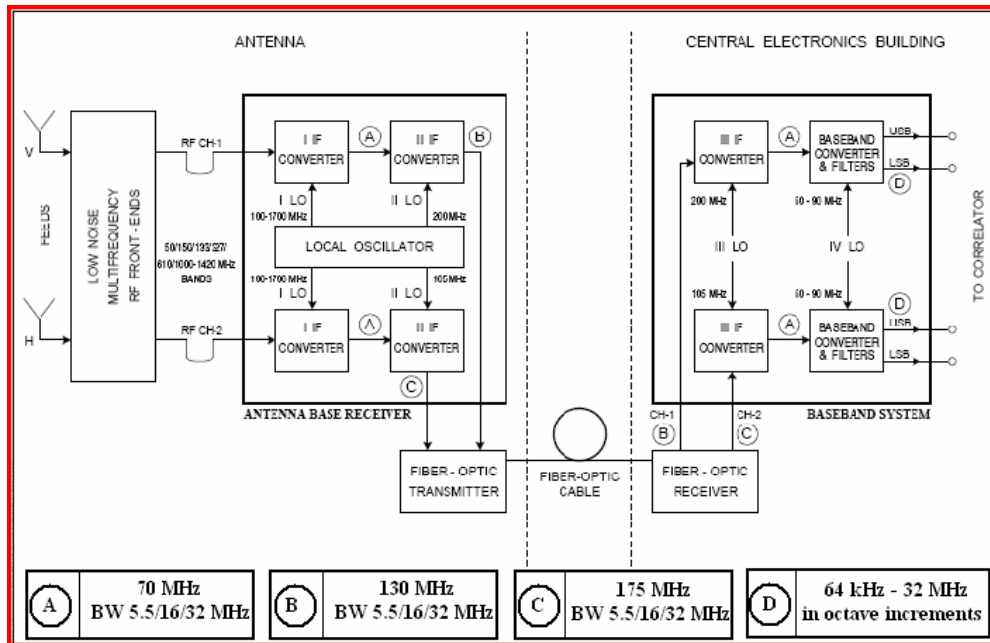 ANTENNA
CENTRAL ELECTRONICS BUILDING
FEEDS
V
H
LOW NOISE
MULTIFREQUENCY
RF FRONT - ENDS
RF CH-1
50/150/193/327/
610/1000-1420 MHz
BANDS
RF CH-2
I IF
CONVERTER
A
II IF
CONVERTER
B
I LO
100-1700 MHz
II LO
200MHz
LOCAL OSCILLATOR
100-1700 MHz
I LO
105MHz
II LO
I IF
CONVERTER
A
II IF
CONVERTER
C
ANTENNA BASE RECEIVER
FIBER - OPTIC
TRANSMITTER
FIBER-OPTIC
CABLE
III IF
CONVERTER
A
BASEBAND
CONVERTER
& FILTERS
USB
LSB
D
200 MHz
50 - 90 MHz
III LO
IV LO
105 MHz
50 - 90 MHz
III IF
CONVERTER
A
BASEBAND
CONVERTER
& FILTERS
D
USB
LSB
TO CORRELATOR
CH-1
B
CH-2
C
BASEBAND SYSTEM
FIBER - OPTIC
RECEIVER
A
70 MHz
BW 5.5/16/32 MHz
B
130 MHz
BW 5.5/16/32 MHz
C
175 MHz
BW 5.5/16/32 MHz
D
64 kHz - 32 MHz
in octave increments